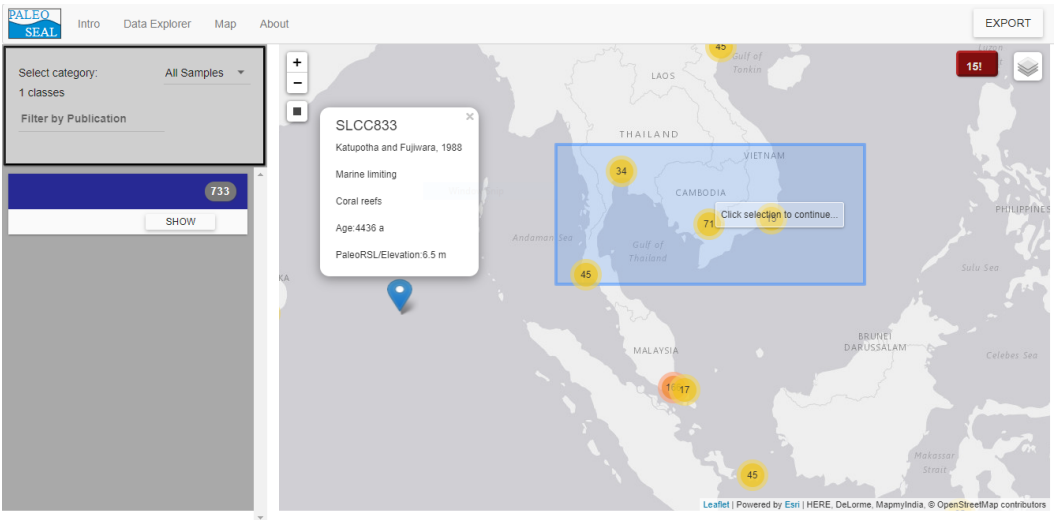 PALEO
SEAL
Intro
Data Explorer
Map
About
EXPORT
Select category:
All Samples
1 classes
Filter by Publication
733
SHOW
+
−
SLCC833
×
Katupotha and Fujiwara, 1988
Marine limiting
Coral reefs
Age:4436 a
PaleoRSL/Elevation:6.5 m
45
Gulf of
Tonkin
LAOS
Luzon
15!
THAILAND
VIETNAM
34
CAMBODIA
Click selection to continue...
71
PHILIPPINES
Andaman Sea
Gulf of
Thailand
45
KA
Sulu Sea
BRUNEI
DARUSSALAM
MALAYSIA
Celebes Sea
17
Makassar
Strait
45
Leaflet | Powered by Esri | HERE, DeLorme, MapmyIndia, © OpenStreetMap contributors